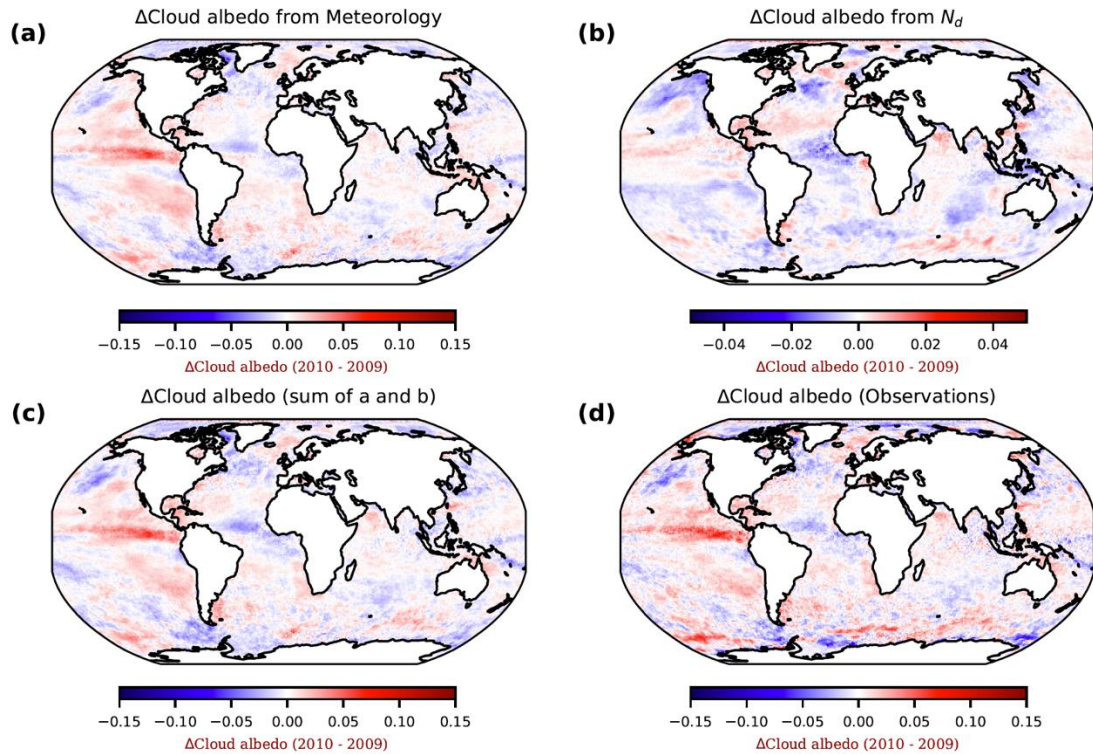 (a)
ΔCloud albedo from Meteorology
−0.15 −0.10 −0.05 0.00 0.05 0.10 0.15
ΔCloud albedo (2010 - 2009)
(b)
ΔCloud albedo from N_d
−0.04 −0.02 0.00 0.02 0.04
ΔCloud albedo (2010 - 2009)
(c)
ΔCloud albedo (sum of a and b)
−0.15 −0.10 −0.05 0.00 0.05 0.10 0.15
ΔCloud albedo (2010 - 2009)
(d)
ΔCloud albedo (Observations)
−0.15 −0.10 −0.05 0.00 0.05 0.10 0.15
ΔCloud albedo (2010 - 2009)